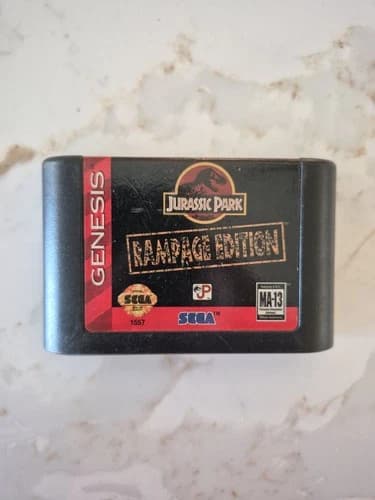 GENESIS
JURASSIC PARK
RAMPAGE EDITION
SEGA
1557
JP
SEGA
MA-13